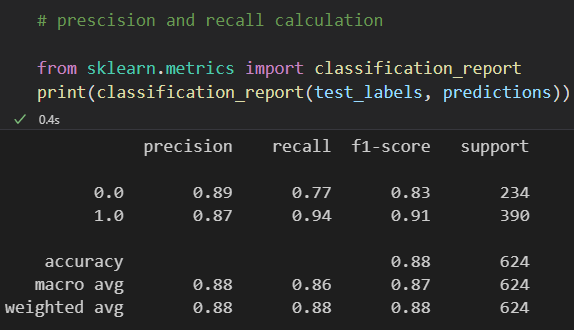 # prescision and recall calculation
from sklearn.metrics import classification_report
print(classification_report(test_labels, predictions))
0.4s
precision recall f1-score support
0.0 0.89 0.77 0.83 234
1.0 0.87 0.94 0.91 390
accuracy 0.88 624
macro avg 0.88 0.86 0.87 624
weighted avg 0.88 0.88 0.88 624